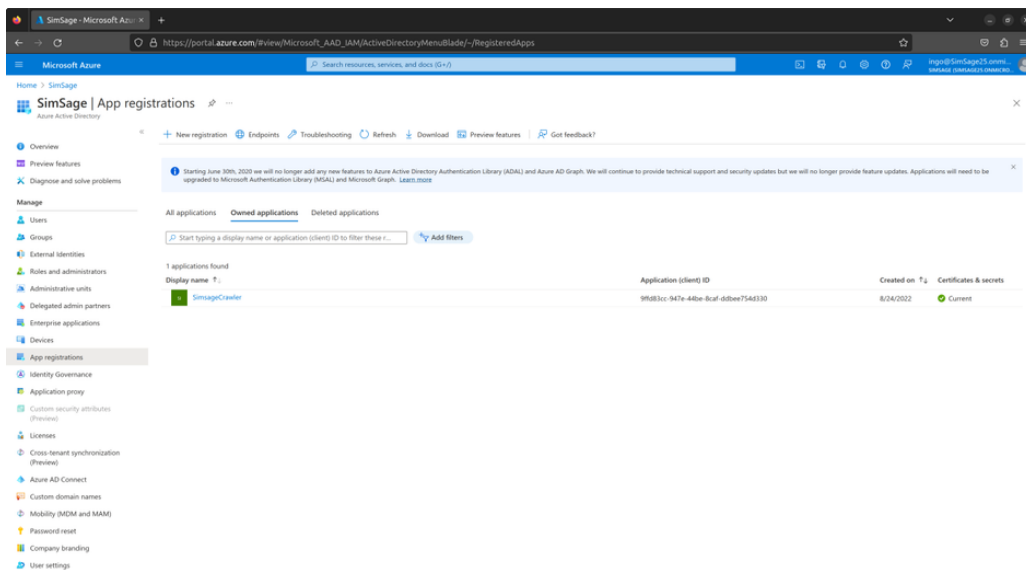 SimSage - Microsoft Azur
https://portal.azure.com/#view/Microsoft_AAD_IAM/ActiveDirectoryMenuBlade/~/RegisteredApps
Microsoft Azure
Search resources, services, and docs (G+/)
ingo@SimSage25.onmi...
SIMSAGE (SIMSAGE25.ONMICRO...
Home > SimSage
SimSage | App registrations
Azure Active Directory
New registration Endpoints Troubleshooting Refresh Download Preview features Got feedback?
Overview
Preview features
Diagnose and solve problems
Manage
Users
Groups
External Identities
Roles and administrators
Administrative units
Delegated admin partners
Enterprise applications
Devices
App registrations
Identity Governance
Application proxy
Custom security attributes
(Preview)
Licenses
Cross-tenant synchronization
(Preview)
Azure AD Connect
Custom domain names
Mobility (MDM and MAM)
Password reset
Company branding
User settings
Starting June 30th, 2020 we will no longer add any new features to Azure Active Directory Authentication Library (ADAL) and Azure AD Graph. We will continue to provide technical support and security updates but we will no longer provide feature updates. Applications will need to be
upgraded to Microsoft Authentication Library (MSAL) and Microsoft Graph. Learn more
All applications Owned applications Deleted applications
Start typing a display name or application (client) ID to filter these r...
Add filters
1 applications found
Display name Application (client) ID Created on Certificates & secrets
SimsageCrawler 9ffd83cc-947e-44be-8caf-ddbee754d330 8/24/2022 Current